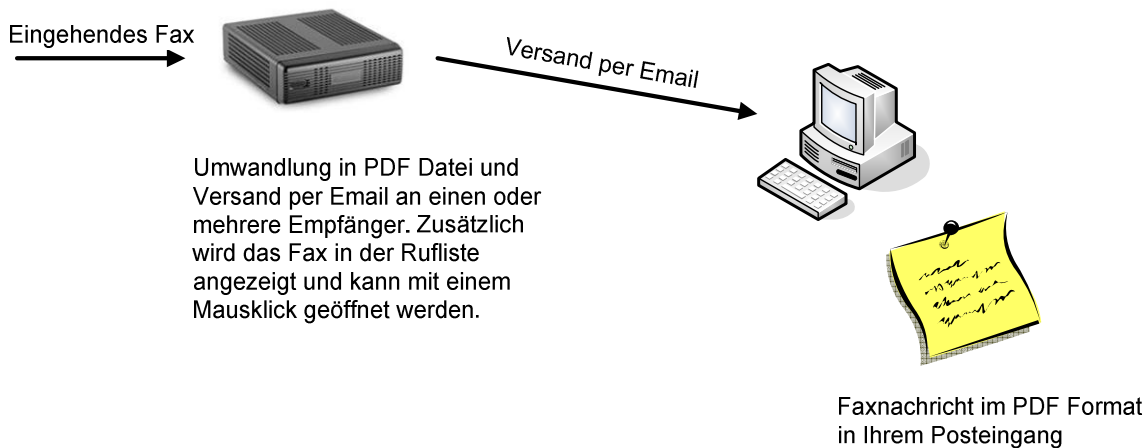 Eingehendes Fax
Versand per Email
Umwandlung in PDF Datei und
Versand per Email an einen oder
mehrere Empfänger. Zusätzlich
wird das Fax in der Rufliste
angezeigt und kann mit einem
Mausklick geöffnet werden.
Faxnachricht im PDF Format
in Ihrem Posteingang